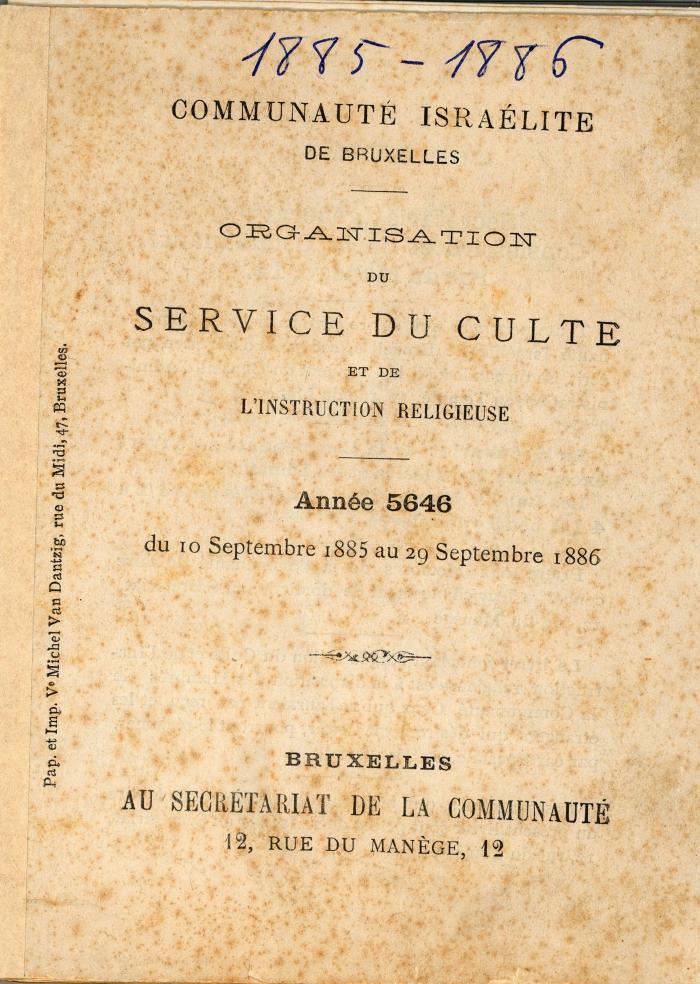 1885 - 1886
COMMUNAUTÉ ISRAÉLITE
DE BRUXELLES
ORGANISATION
DU
SERVICE DU CULTE
ET DE
L'INSTRUCTION RELIGIEUSE
Année 5646
du 10 Septembre 1885 au 29 Septembre 1886
BRUXELLES
AU SECRÉTARIAT DE LA COMMUNAUTÉ
12, RUE DU MANÈGE, 12
Pap. et Imp. Ve Michel Van Dantzig, rue du Midi, 47, Bruxelles.